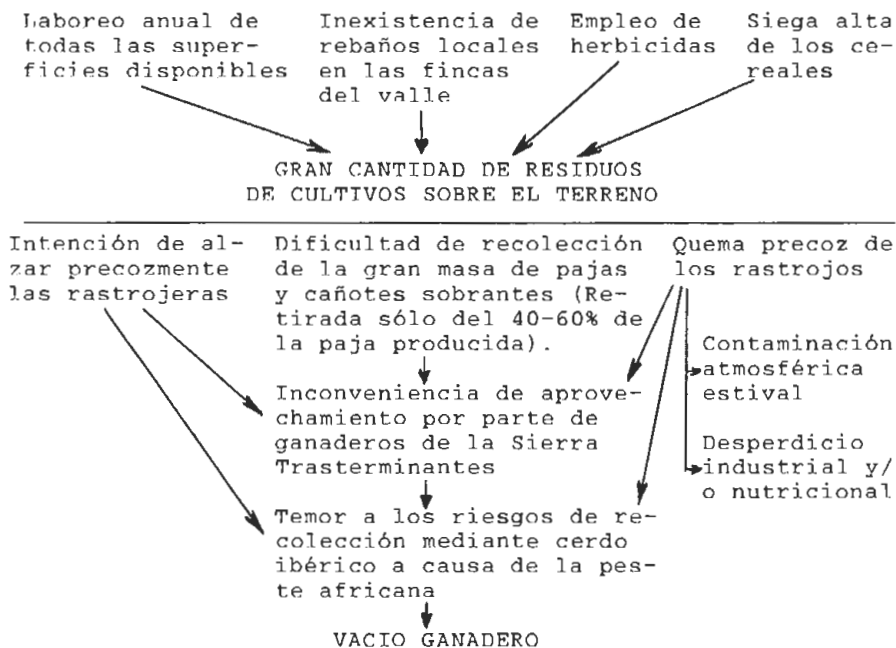 Laboreo anual de
todas las super-
ficies disponibles
Inexistencia de
rebaños locales
en las fincas
del valle
Empleo de
herbicidas
Siega alta
de los ce-
reales
GRAN CANTIDAD DE RESIDUOS
DE CULTIVOS SOBRE EL TERRENO
Intención de al-
zar precozmente
las rastrojeras
Dificultad de recolección
de la gran masa de pajas
y cañotes sobrantes (Re-
tirada sólo del 40-60% de
la paja producida).
Quema precoz de
los rastrojos
Contaminación
atmosférica
estival
Desperdicio
industrial y/
o nutricional
Inconveniencia de aprove-
chamiento por parte de
ganaderos de la Sierra
Trasterminantes
Temor a los riesgos de re-
colección mediante cerdo
ibérico a causa de la pes-
te africana
VACIO GANADERO